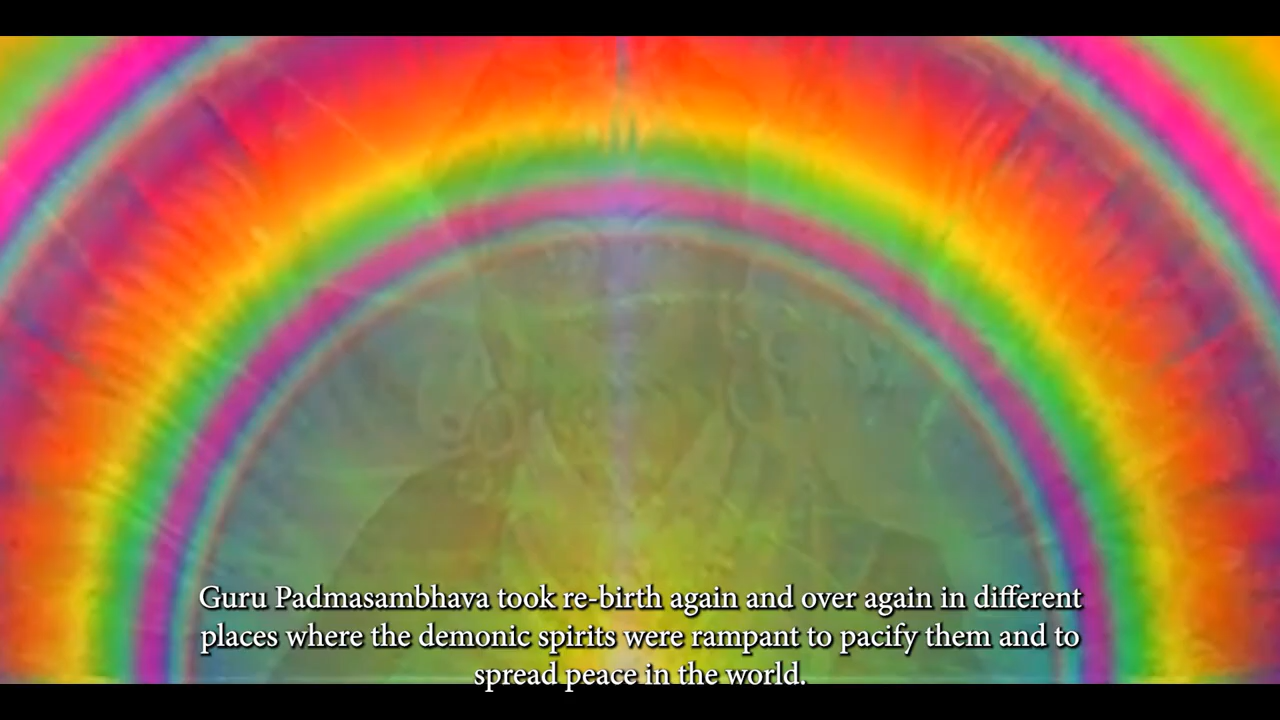 Guru Padmasambhava took re-birth again and over again in different
places where the demonic spirits were rampant to pacify them and to
spread peace in the world.